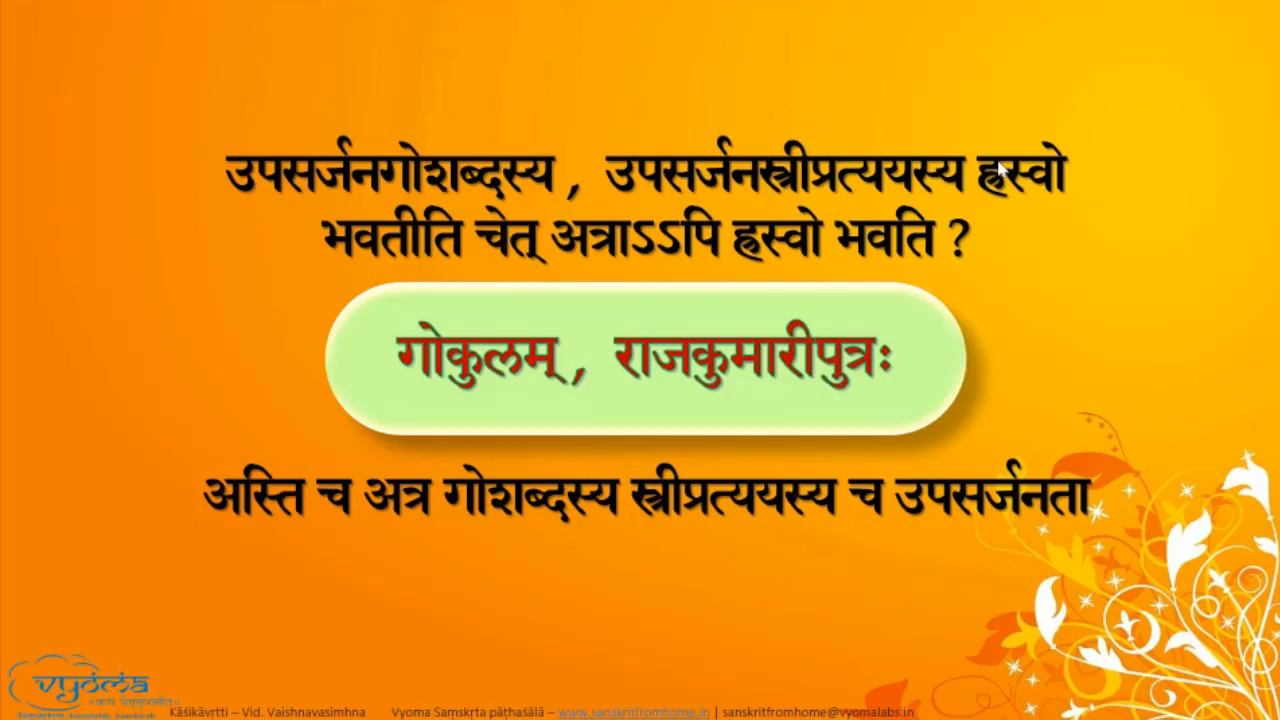 उपसर्जनगोशब्दस्य , उपसर्जनस्त्रीप्रत्ययस्य ह्रस्वो
भवतीति चेत् अत्राऽऽपि ह्रस्वो भवति ?
गोकुलम् , राजकुमारीपुत्रः
अस्ति च अत्र गोशब्दस्य स्त्रीप्रत्ययस्य च उपसर्जनता
vyoma
Kāśikāvṛtti – Vid. Vaishnavasimhna Vyoma Saṃskṛta pāṭhaśālā – www.sanskritfromhome.in | sanskritfromhome@vyomalabs.in